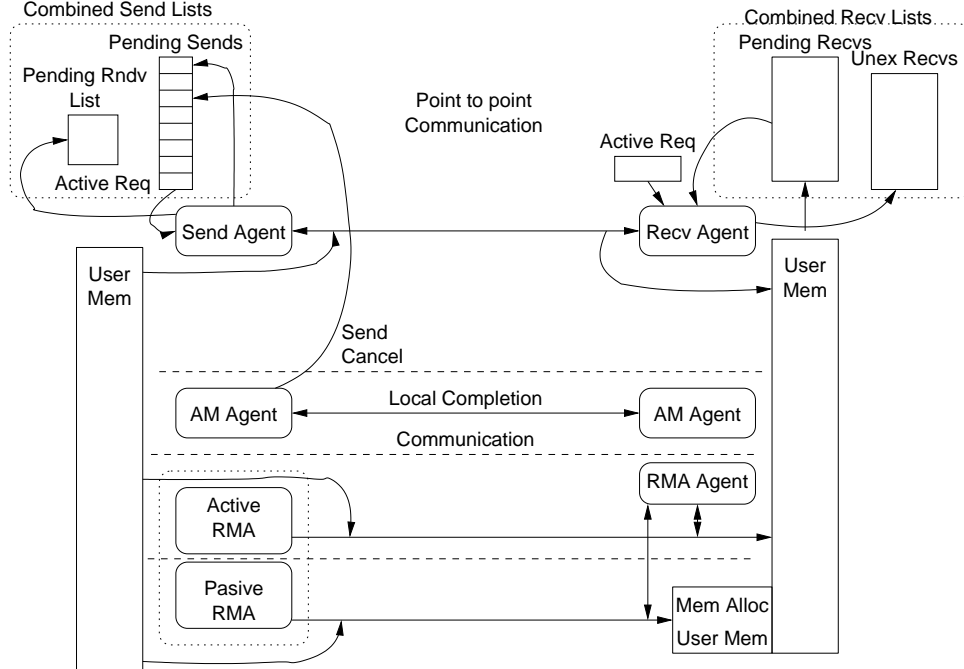 Combined Send Lists
Pending Sends
Pending Rndv
List
Active Req
Point to point
Communication
Combined Recv Lists
Pending Recvs
Unex Recvs
Active Req
Send Agent
Recv Agent
User
Mem
User
Mem
Send
Cancel
AM Agent
Local Completion
AM Agent
Communication
RMA Agent
Active
RMA
Pasive
RMA
Mem Alloc
User Mem